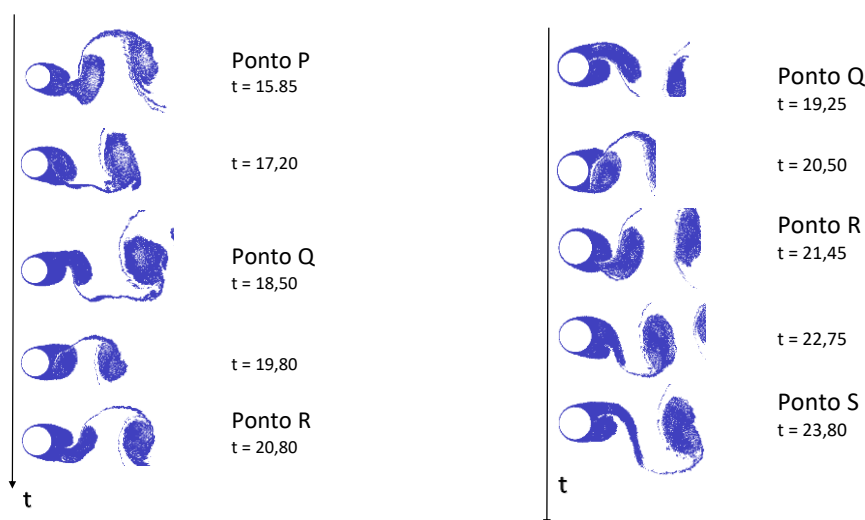 Ponto P
t = 15.85
t = 17,20
Ponto Q
t = 18,50
t = 19,80
Ponto R
t = 20,80
t
Ponto Q
t = 19,25
t = 20,50
Ponto R
t = 21,45
t = 22,75
Ponto S
t = 23,80
t